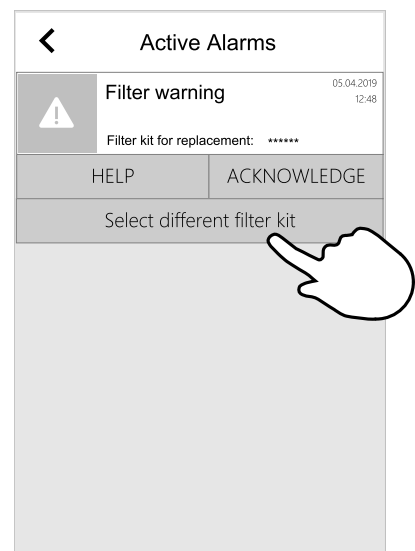 Active Alarms
Filter warning
05.04.2019
12:48
Filter kit for replacement: ******
HELP
ACKNOWLEDGE
Select different filter kit